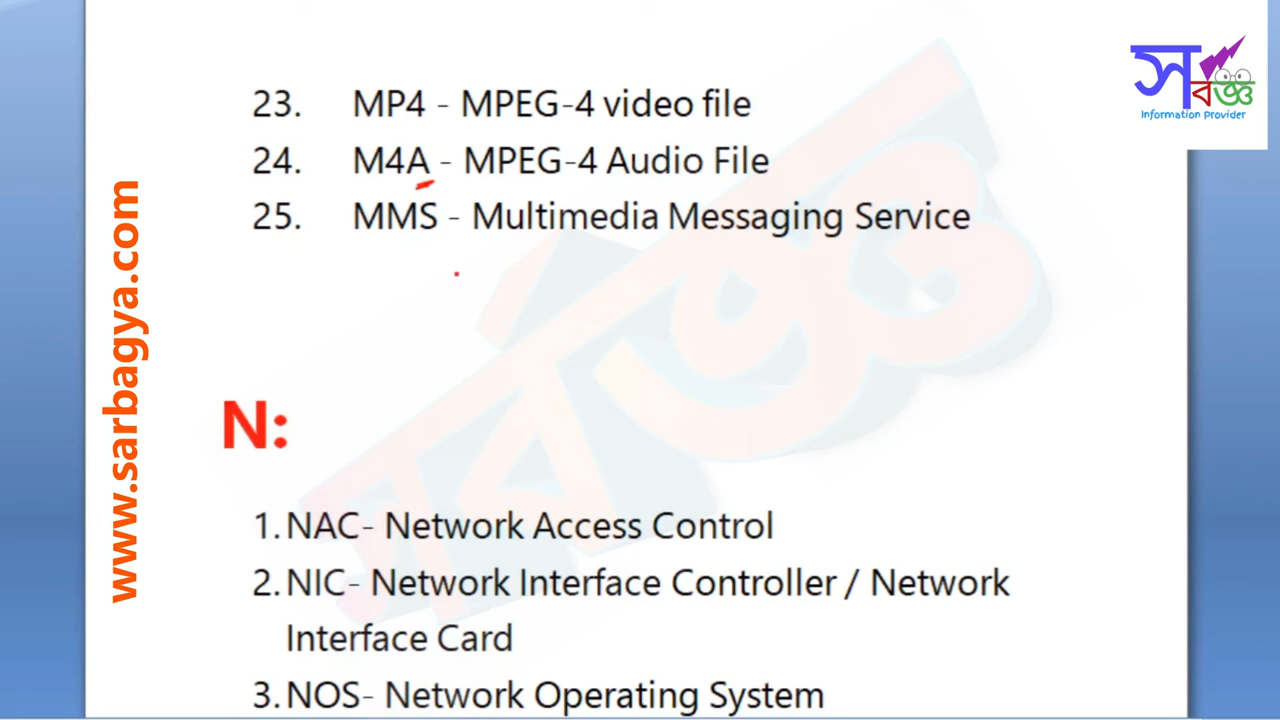 সবজ্ঞ
Information Provider
www.sarbagya.com
23. MP4 - MPEG-4 video file
24. M4A - MPEG-4 Audio File
25. MMS - Multimedia Messaging Service
N:
1. NAC- Network Access Control
2. NIC- Network Interface Controller / Network
Interface Card
3. NOS- Network Operating System